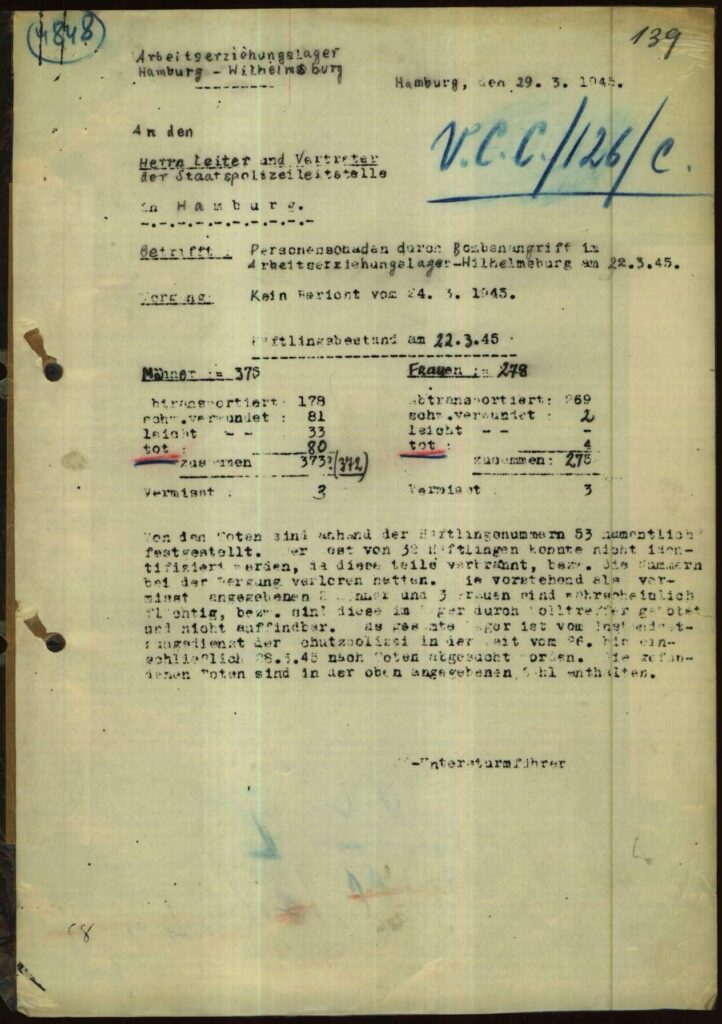 4848
139
Arbeitserziehungslager
Hamburg - Wilhelmsburg
Hamburg, den 29. 3. 1945.
V.C.C./126/c.
An den
Herrn Leiter und Vertreter
der Staatspolizeileitstelle
in Hamburg.
Betrifft: Personenschaden durch Bombenangriff in
Arbeitserziehungslager-Wilhelmsburg am 22.3.45.
Vorgang: Kein Bericht vom 24. 3. 1945.
Häftlingsbestand am 22.3.45
Männer := 375
Frauen := 278
abtransportiert: 178
abtransportiert: 269
schw.verwundet : 81
schw.verwundet : 2
leicht - - 33
leicht - - -
tot : 80
tot : 4
zusammen 373?(372)
zusammen: 275
Vermisst : 3
Vermisst : 3
Von den Toten sind anhand der Häftlingsnummern 53 namentlich
festgestellt. Der Rest von Häftlingen konnte nicht iden-
tifiziert werden, da diese teils verbrannt, bezw. die Nummern
bei der Bergung verloren hatten. Die vorstehend als ver-
misst angegebenen Männer und 3 Frauen sind wahrscheinlich
flüchtig, bezw. sind diese im Lager durch Volltreffer getötet
und nicht auffindbar. Das gesamte Lager ist vom Instandset-
zungsdienst der Schutzpolizei in der Zeit vom 26. bis ein-
schließlich 28.3.45 nach Toten abgesucht worden. Die gefun-
denen Toten sind in der oben angegebenen Zahl enthalten.
-Untersturmführer